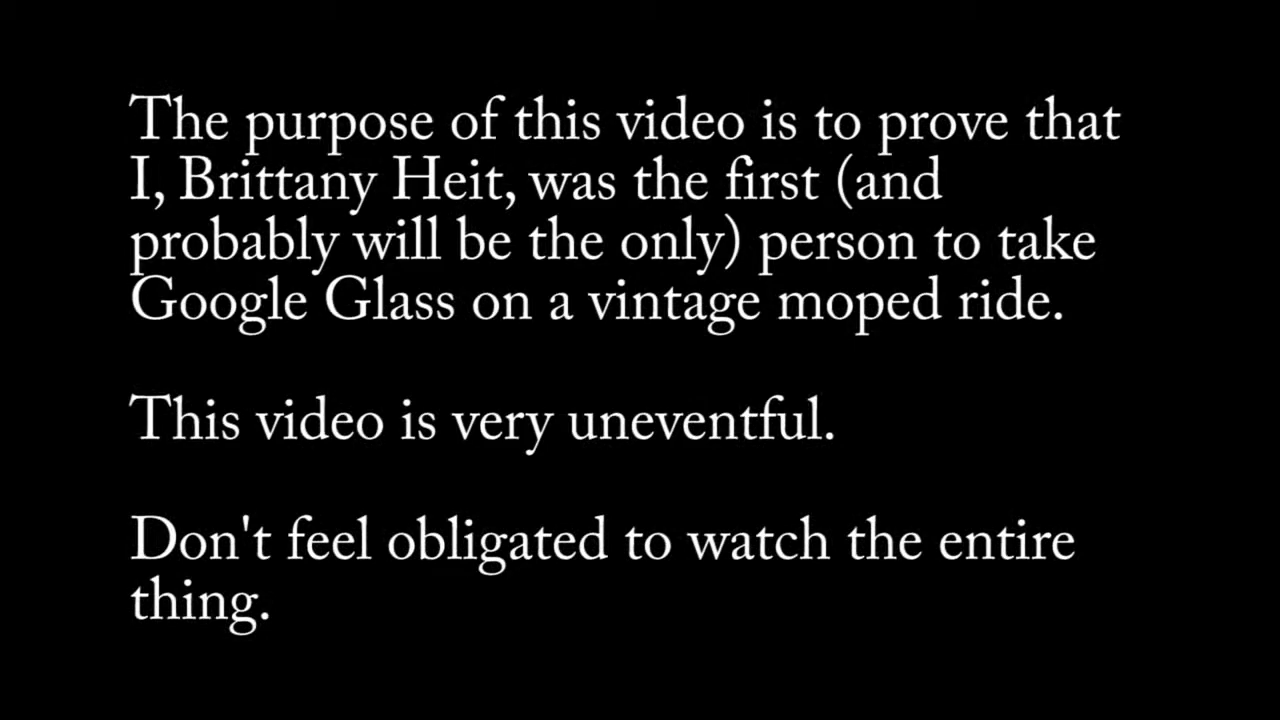 The purpose of this video is to prove that
I, Brittany Heit, was the first (and
probably will be the only) person to take
Google Glass on a vintage moped ride.
This video is very uneventful.
Don't feel obligated to watch the entire
thing.